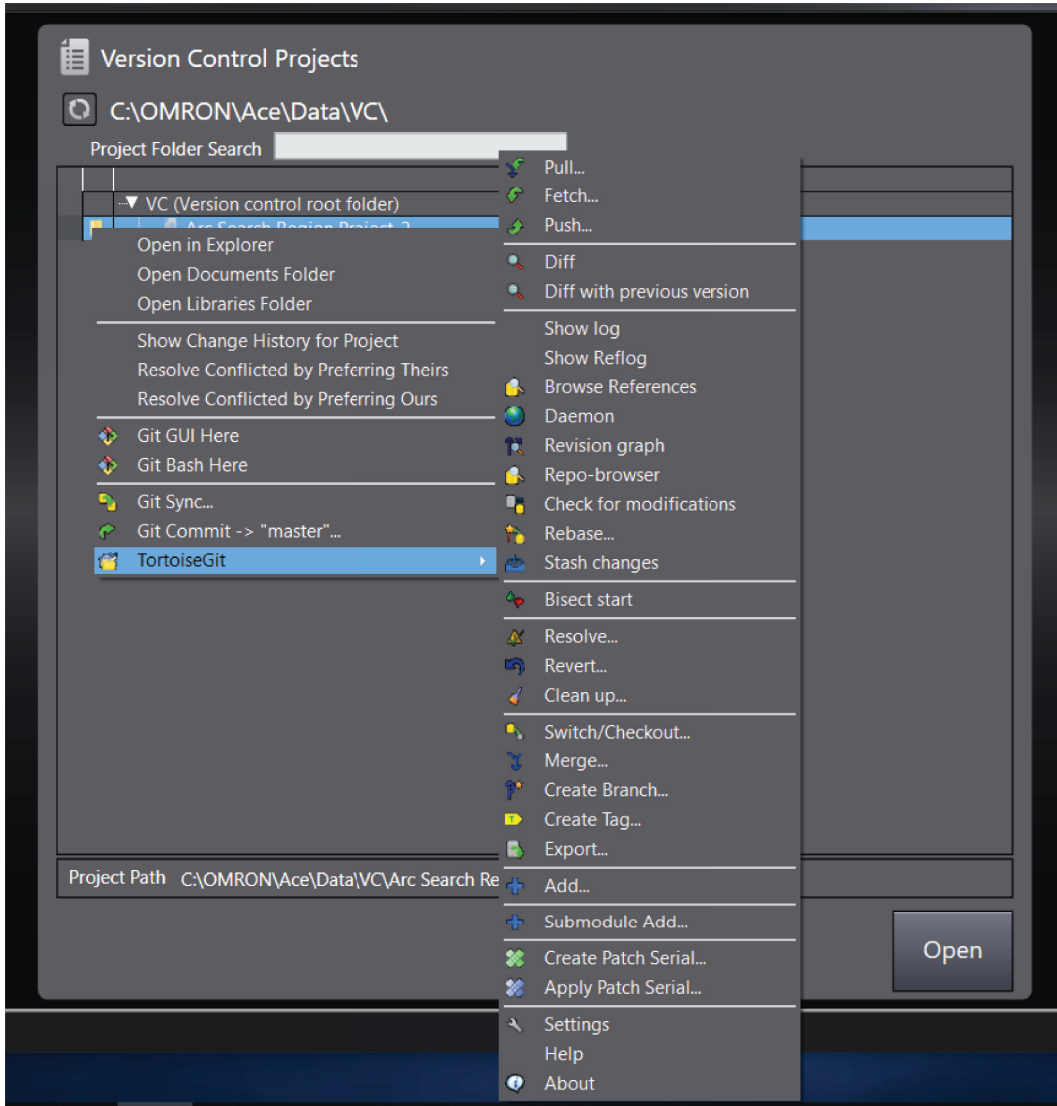 Version Control Projects
C:\OMRON\Ace\Data\VC\
Project Folder Search
VC (Version control root folder)
Arc Search Region Project_2
Open in Explorer
Open Documents Folder
Open Libraries Folder
Show Change History for Project
Resolve Conflicted by Preferring Theirs
Resolve Conflicted by Preferring Ours
Git GUI Here
Git Bash Here
Git Sync...
Git Commit -> "master"...
TortoiseGit
Pull...
Fetch...
Push...
Diff
Diff with previous version
Show log
Show Reflog
Browse References
Daemon
Revision graph
Repo-browser
Check for modifications
Rebase...
Stash changes
Bisect start
Resolve...
Revert...
Clean up...
Switch/Checkout...
Merge...
Create Branch...
Create Tag...
Export...
Add...
Submodule Add...
Create Patch Serial...
Apply Patch Serial...
Settings
Help
About
Project Path C:\OMRON\Ace\Data\VC\Arc Search Re
Open